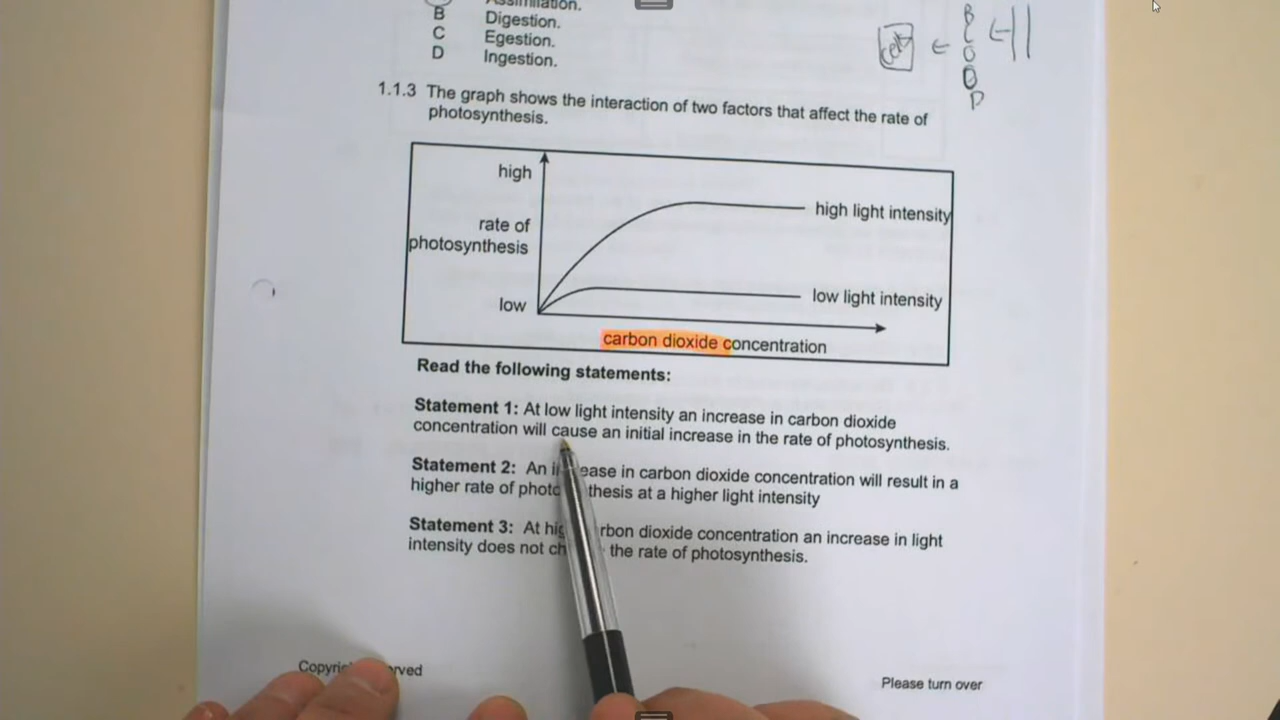 B Digestion.
C Egestion.
D Ingestion.
cell
B
L
O
O
D
1.1.3 The graph shows the interaction of two factors that affect the rate of
photosynthesis.
high
high light intensity
rate of
photosynthesis
low light intensity
low
carbon dioxide concentration
Read the following statements:
Statement 1: At low light intensity an increase in carbon dioxide
concentration will cause an initial increase in the rate of photosynthesis.
Statement 2: An in ease in carbon dioxide concentration will result in a
higher rate of photo thesis at a higher light intensity
Statement 3: At hig rbon dioxide concentration an increase in light
intensity does not ch the rate of photosynthesis.
Copyri rved
Please turn over